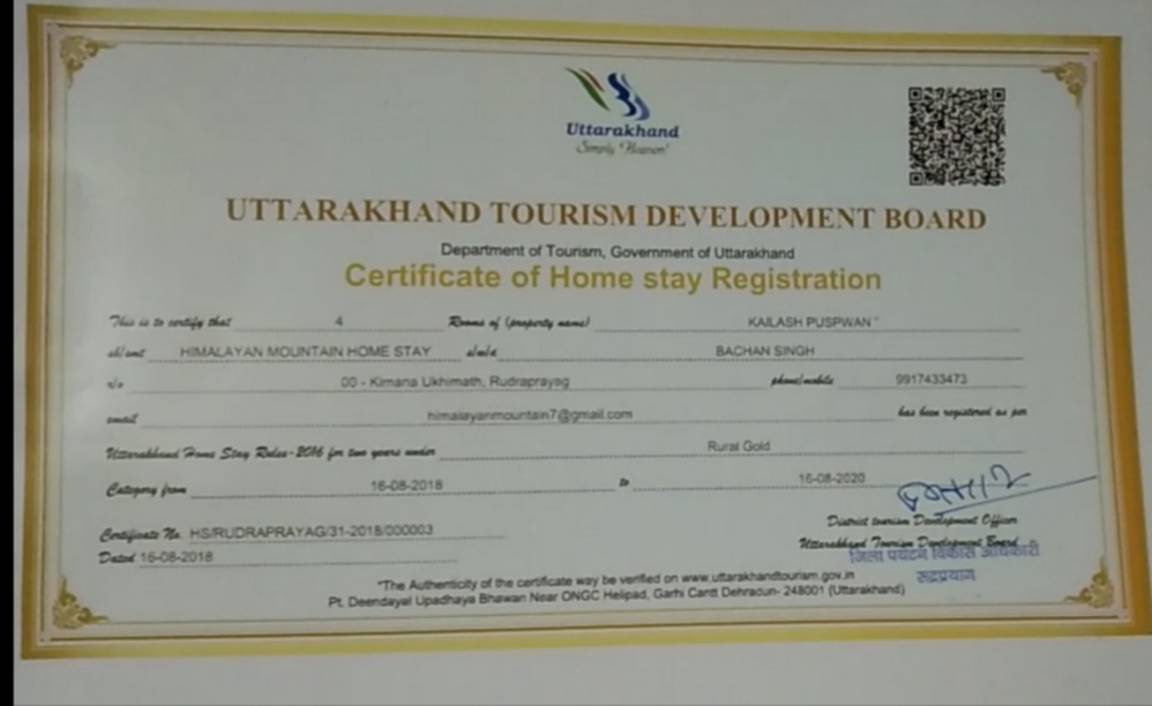 Uttarakhand
Simply Heaven!
UTTARAKHAND TOURISM DEVELOPMENT BOARD
Department of Tourism, Government of Uttarakhand
Certificate of Home stay Registration
This is to certify that 4 Rooms of (property name) KAILASH PUSPWAN
sh/smt HIMALAYAN MOUNTAIN HOME STAY s/w/d BACHAN SINGH
r/o 00 - Kimana Ukhimath, Rudraprayag phone/mobile 9917433473
email himalayanmountain7@gmail.com has been registered as per
Uttarakhand Home Stay Rules-2016 for two years under Rural Gold
Category from 16-08-2018 to 16-08-2020
Certificate No. HS/RUDRAPRAYAG/31-2018/000003
District tourism Development Officer
Dated 16-08-2018
Uttarakhand Tourism Development Board
जिला पर्यटन विकास अधिकारी
रुद्रप्रयाग
*The Authenticity of the certificate way be verified on www.uttarakhandtourism.gov.in
Pt. Deendayal Upadhaya Bhawan Near ONGC Helipad, Garhi Cantt Dehradun- 248001 (Uttarakhand)